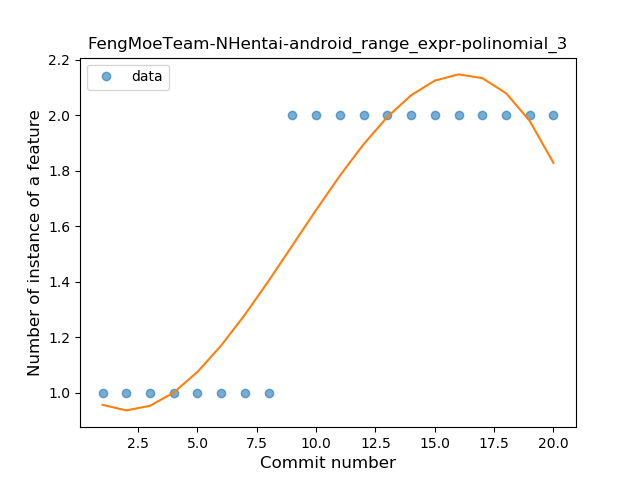 FengMoeTeam-NHentai-android_range_expr-polinomial_3
data
Number of instance of a feature
2.2
2.0
1.8
1.6
1.4
1.2
1.0
2.5 5.0 7.5 10.0 12.5 15.0 17.5 20.0
Commit number